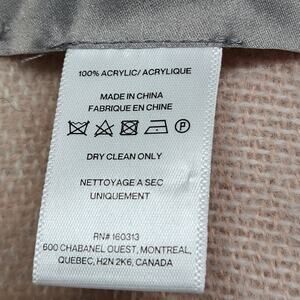 100% ACRYLIC/ ACRYLIQUE
MADE IN CHINA
FABRIQUE EN CHINE
P
DRY CLEAN ONLY
NETTOYAGE A SEC
UNIQUEMENT
RN# 160313
600 CHABANEL OUEST, MONTREAL,
QUEBEC, H2N 2K6, CANADA